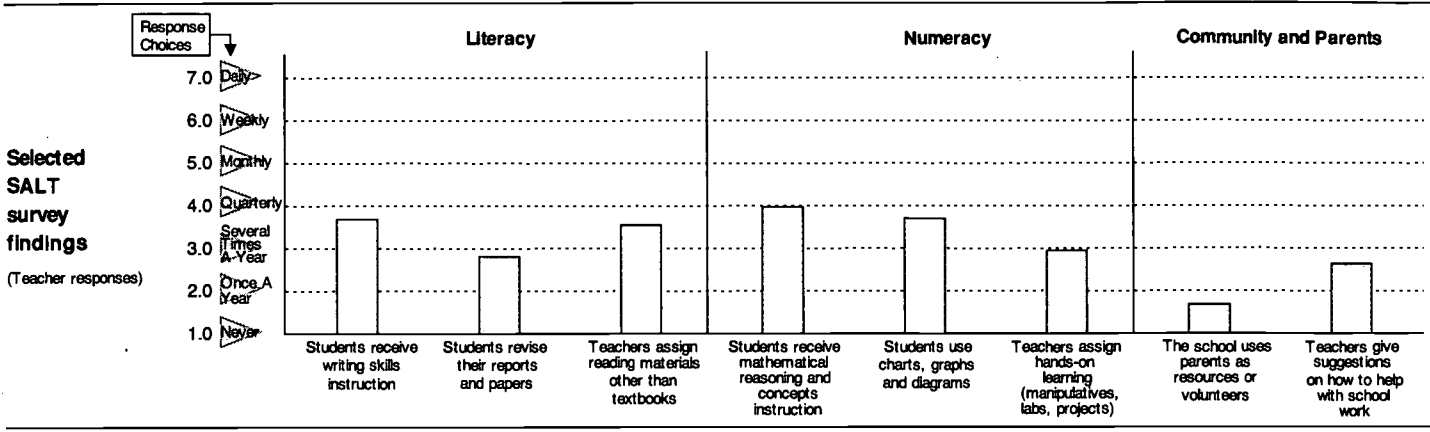 Response
Choices
Literacy
Numeracy
Community and Parents
Selected
SALT
survey
findings
(Teacher responses)
7.0 Daily
6.0 Weekly
5.0 Monthly
4.0 Quarterly
3.0 Several
Times
A-Year
2.0 Once A
Year
1.0 Never
Students receive
writing skills
instruction
Students revise
their reports
and papers
Teachers assign
reading materials
other than
textbooks
Students receive
mathematical
reasoning and
concepts
instruction
Students use
charts, graphs
and diagrams
Teachers assign
hands-on
learning
(manipulatives,
labs, projects)
The school uses
parents as
resources or
volunteers
Teachers give
suggestions
on how to help
with school
work